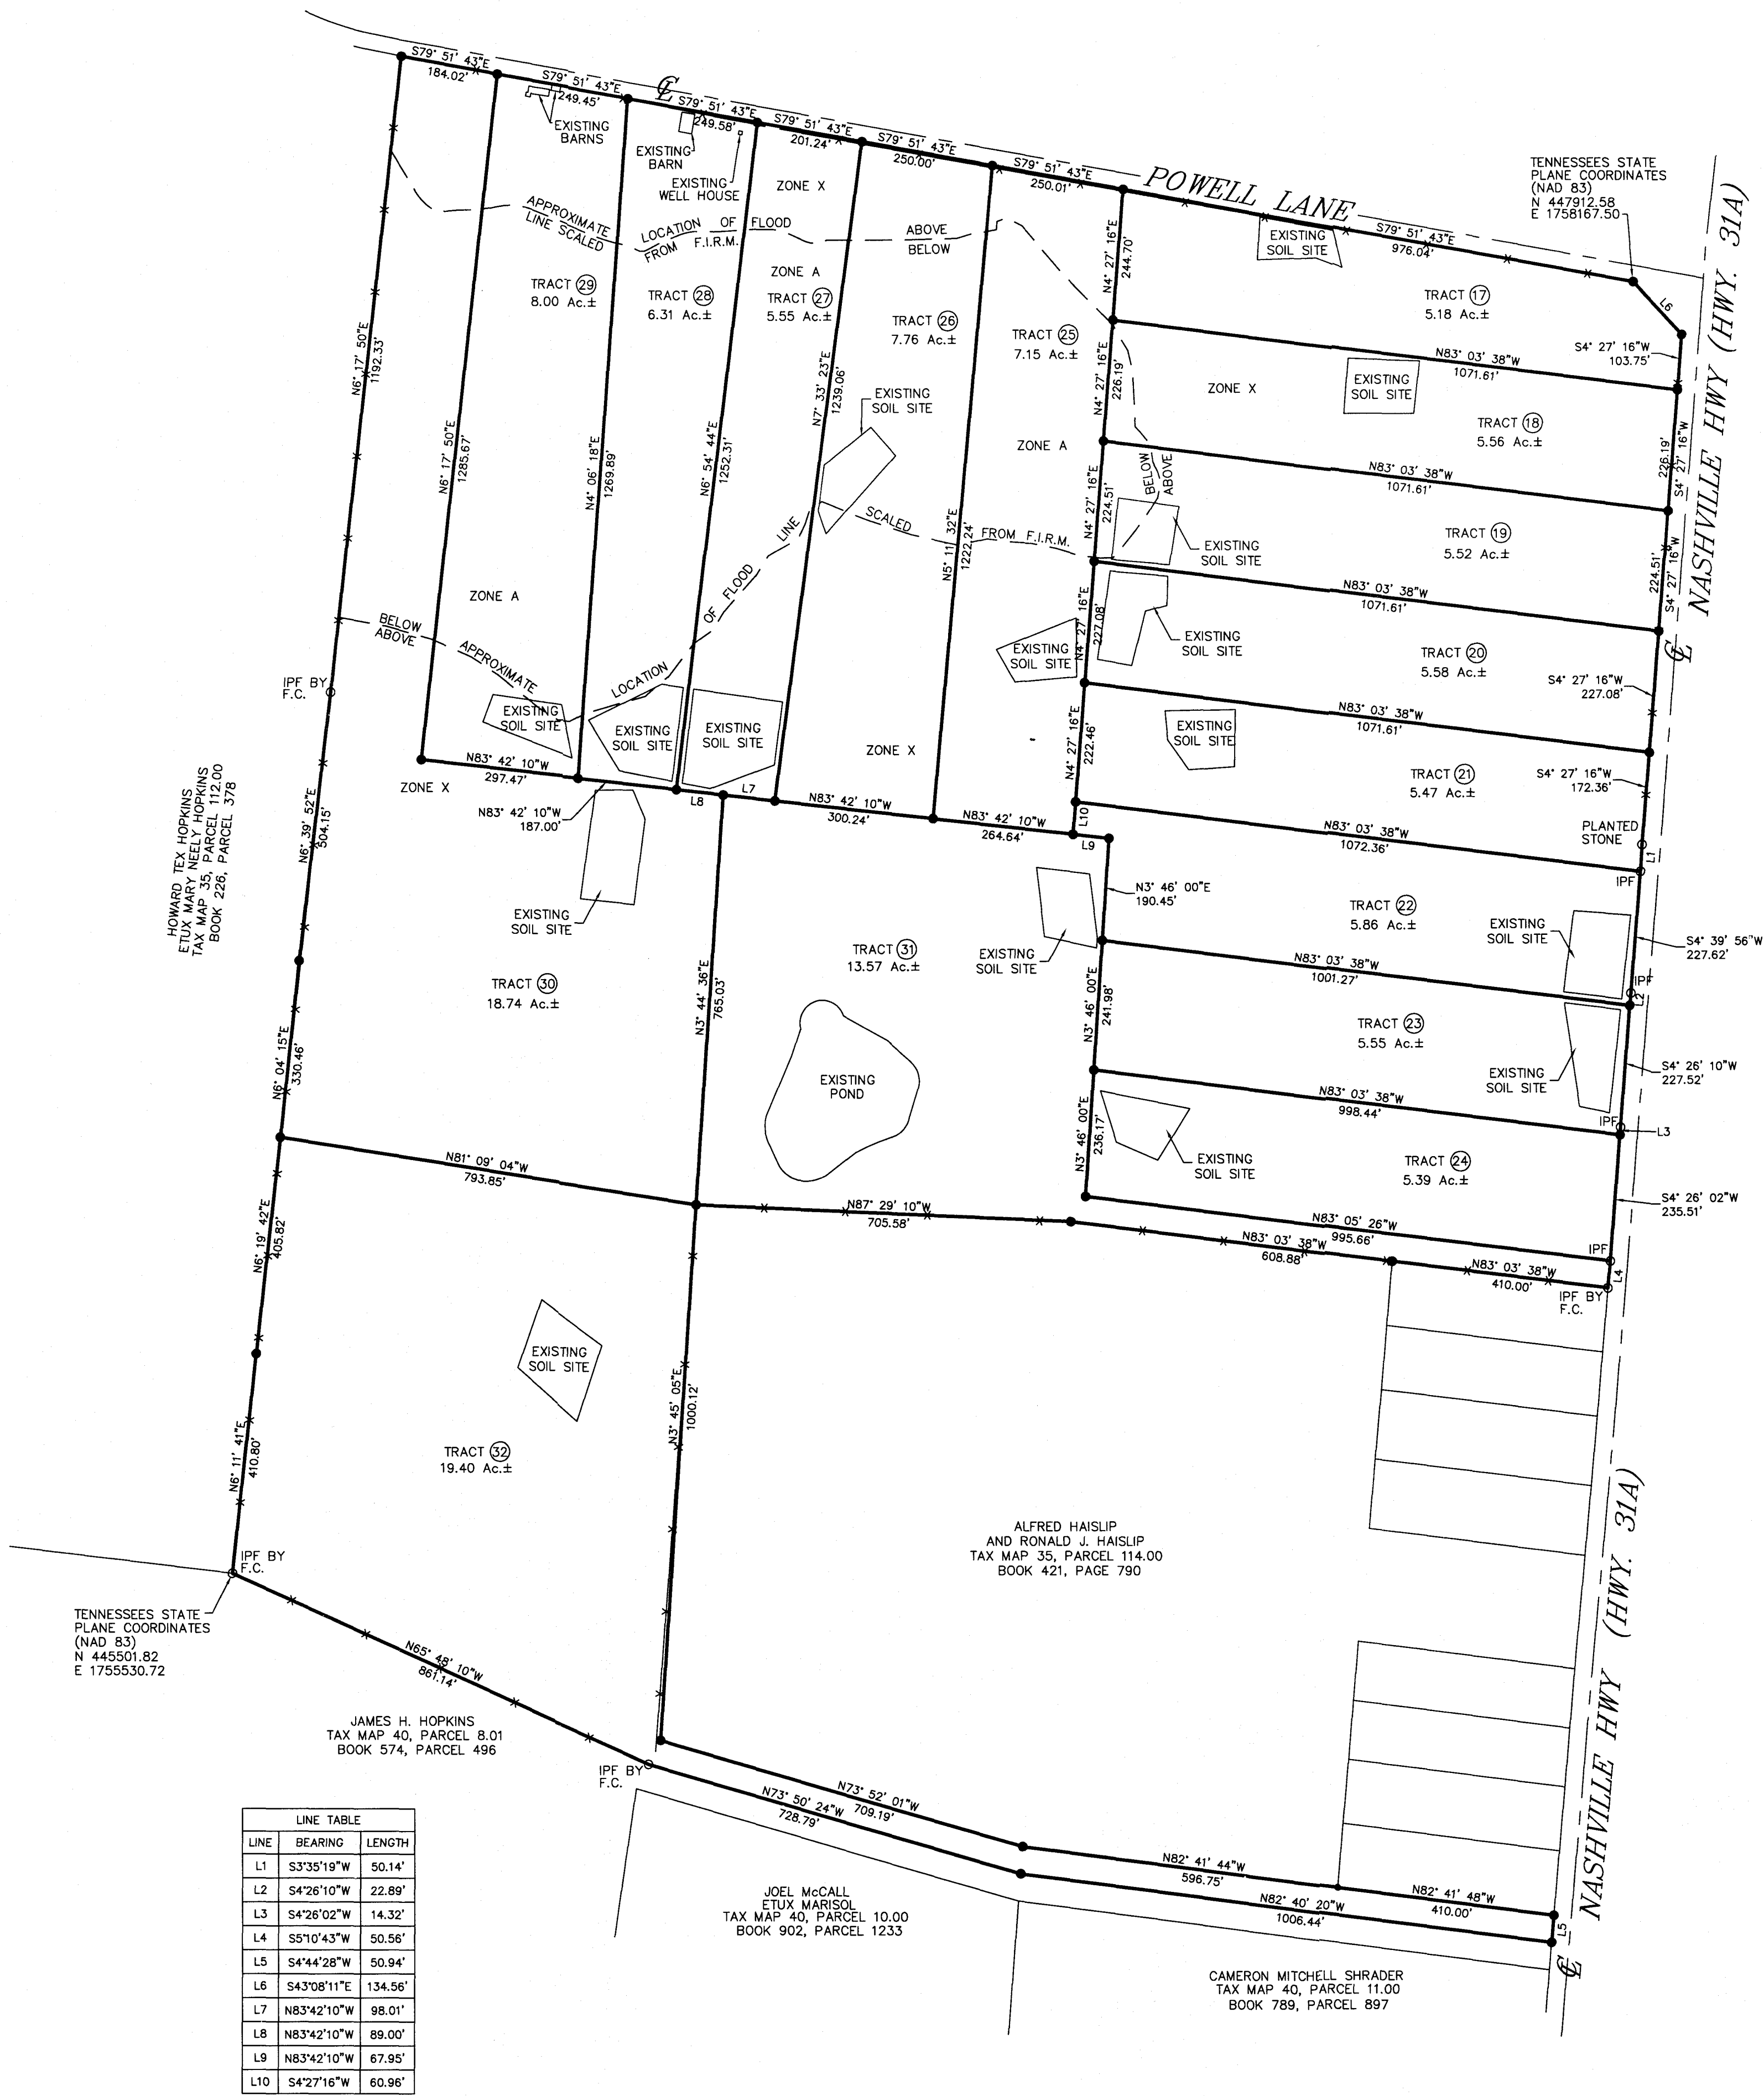 S79° 51' 43"E
184.02'
S79° 51' 43"E
249.45'
S79° 51' 43"E
249.58'
S79° 51' 43"E
201.24'
S79° 51' 43"E
250.00'
S79° 51' 43"E
250.01'
POWELL LANE
S79° 51' 43"E
976.04'
TENNESSEES STATE
PLANE COORDINATES
(NAD 83)
N 447912.58
E 1758167.50
NASHVILLE HWY (HWY. 31A)
EXISTING
BARNS
EXISTING
BARN
EXISTING
WELL HOUSE
ZONE X
EXISTING
SOIL SITE
L6
APPROXIMATE
LINE SCALED
LOCATION OF FLOOD
FROM F.I.R.M.
ABOVE
BELOW
N4° 27' 16"E
244.70'
ZONE A
TRACT 29
8.00 Ac.±
TRACT 28
6.31 Ac.±
TRACT 27
5.55 Ac.±
TRACT 26
7.76 Ac.±
TRACT 25
7.15 Ac.±
TRACT 17
5.18 Ac.±
N6° 17' 50"E
1192.33'
N6° 17' 50"E
1285.67'
N4° 06' 18"E
1269.89'
N6° 54' 44"E
1252.31'
N7° 33' 23"E
1239.06'
N5° 11' 32"E
1222.24'
N83° 03' 38"W
1071.61'
S4° 27' 16"W
103.75'
EXISTING
SOIL SITE
N4° 27' 16"E
226.19'
ZONE X
EXISTING
SOIL SITE
TRACT 18
5.56 Ac.±
226.19'
S4° 27' 16"W
ZONE A
BELOW
ABOVE
N83° 03' 38"W
1071.61'
N4° 27' 16"E
224.51'
LINE
SCALED
FROM F.I.R.M.
EXISTING
SOIL SITE
TRACT 19
5.52 Ac.±
224.51'
S4° 27' 16"W
N83° 03' 38"W
1071.61'
ZONE A
OF FLOOD
BELOW
ABOVE
APPROXIMATE
LOCATION
N4° 27' 16"E
227.08'
EXISTING
SOIL SITE
EXISTING
SOIL SITE
TRACT 20
5.58 Ac.±
S4° 27' 16"W
227.08'
IPF BY
F.C.
EXISTING
SOIL SITE
EXISTING
SOIL SITE
EXISTING
SOIL SITE
ZONE X
N4° 27' 16"E
222.46'
N83° 03' 38"W
1071.61'
EXISTING
SOIL SITE
TRACT 21
5.47 Ac.±
S4° 27' 16"W
172.36'
HOWARD TEX HOPKINS
ETUX MARY NEELY HOPKINS
TAX MAP 35, PARCEL 112.00
BOOK 226, PARCEL 378
N83° 42' 10"W
297.47'
ZONE X
N83° 42' 10"W
187.00'
L8
L7
N83° 42' 10"W
300.24'
N83° 42' 10"W
264.64'
L10
L9
N83° 03' 38"W
1072.36'
PLANTED
STONE
L1
IPF
N6° 39' 52"E
504.15'
EXISTING
SOIL SITE
N3° 46' 00"E
190.45'
EXISTING
SOIL SITE
TRACT 22
5.86 Ac.±
EXISTING
SOIL SITE
S4° 39' 56"W
227.62'
IPF
L2
TRACT 30
18.74 Ac.±
N3° 44' 36"E
765.03'
TRACT 31
13.57 Ac.±
N83° 03' 38"W
1001.27'
N3° 46' 00"E
241.98'
TRACT 23
5.55 Ac.±
EXISTING
SOIL SITE
S4° 26' 10"W
227.52'
N6° 04' 15"E
330.46'
EXISTING
POND
N83° 03' 38"W
998.44'
IPF
L3
N3° 46' 00"E
236.17'
EXISTING
SOIL SITE
TRACT 24
5.39 Ac.±
S4° 26' 02"W
235.51'
N81° 09' 04"W
793.85'
N87° 29' 10"W
705.58'
N83° 05' 26"W
995.66'
IPF
N83° 03' 38"W
608.88'
N83° 03' 38"W
410.00'
L4
IPF BY
F.C.
N6° 19' 42"E
405.82'
EXISTING
SOIL SITE
N3° 45' 05"E
1000.12'
N6° 11' 41"E
410.80'
TRACT 32
19.40 Ac.±
ALFRED HAISLIP
AND RONALD J. HAISLIP
TAX MAP 35, PARCEL 114.00
BOOK 421, PAGE 790
NASHVILLE HWY (HWY. 31A)
IPF BY
F.C.
TENNESSEES STATE
PLANE COORDINATES
(NAD 83)
N 445501.82
E 1755530.72
N65° 48' 10"W
861.14'
JAMES H. HOPKINS
TAX MAP 40, PARCEL 8.01
BOOK 574, PARCEL 496
IPF BY
F.C.
N73° 52' 01"W
709.19'
N73° 50' 24"W
728.79'
N82° 41' 44"W
596.75'
N82° 41' 48"W
410.00'
N82° 40' 20"W
1006.44'
L5
JOEL McCALL
ETUX MARISOL
TAX MAP 40, PARCEL 10.00
BOOK 902, PARCEL 1233
CAMERON MITCHELL SHRADER
TAX MAP 40, PARCEL 11.00
BOOK 789, PARCEL 897
LINE TABLE
LINE BEARING LENGTH
L1 S3°35'19"W 50.14'
L2 S4°26'10"W 22.89'
L3 S4°26'02"W 14.32'
L4 S5°10'43"W 50.56'
L5 S4°44'28"W 50.94'
L6 S43°08'11"E 134.56'
L7 N83°42'10"W 98.01'
L8 N83°42'10"W 89.00'
L9 N83°42'10"W 67.95'
L10 S4°27'16"W 60.96'